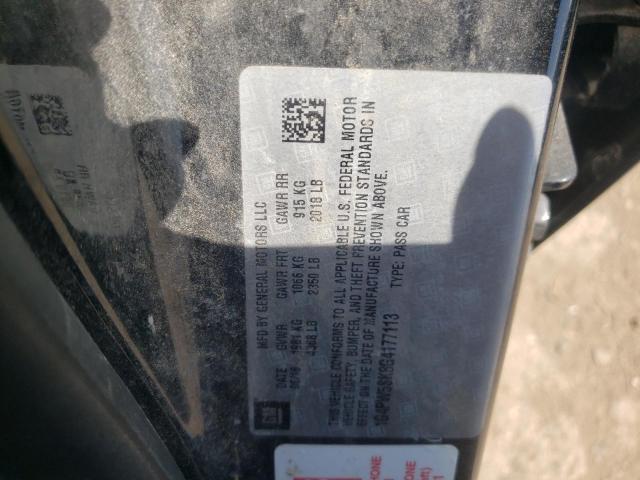 MFD BY GENERAL MOTORS LLC
DATE GVWR GAWR FRT GAWR RR
1981 KG 1066 KG 915 KG
4368 LB 2350 LB 2018 LB
THIS VEHICLE CONFORMS TO ALL APPLICABLE U.S. FEDERAL MOTOR
VEHICLE SAFETY, BUMPER, AND THEFT PREVENTION STANDARDS IN
EFFECT ON THE DATE OF MANUFACTURE SHOWN ABOVE.
TYPE: PASS CAR
GM